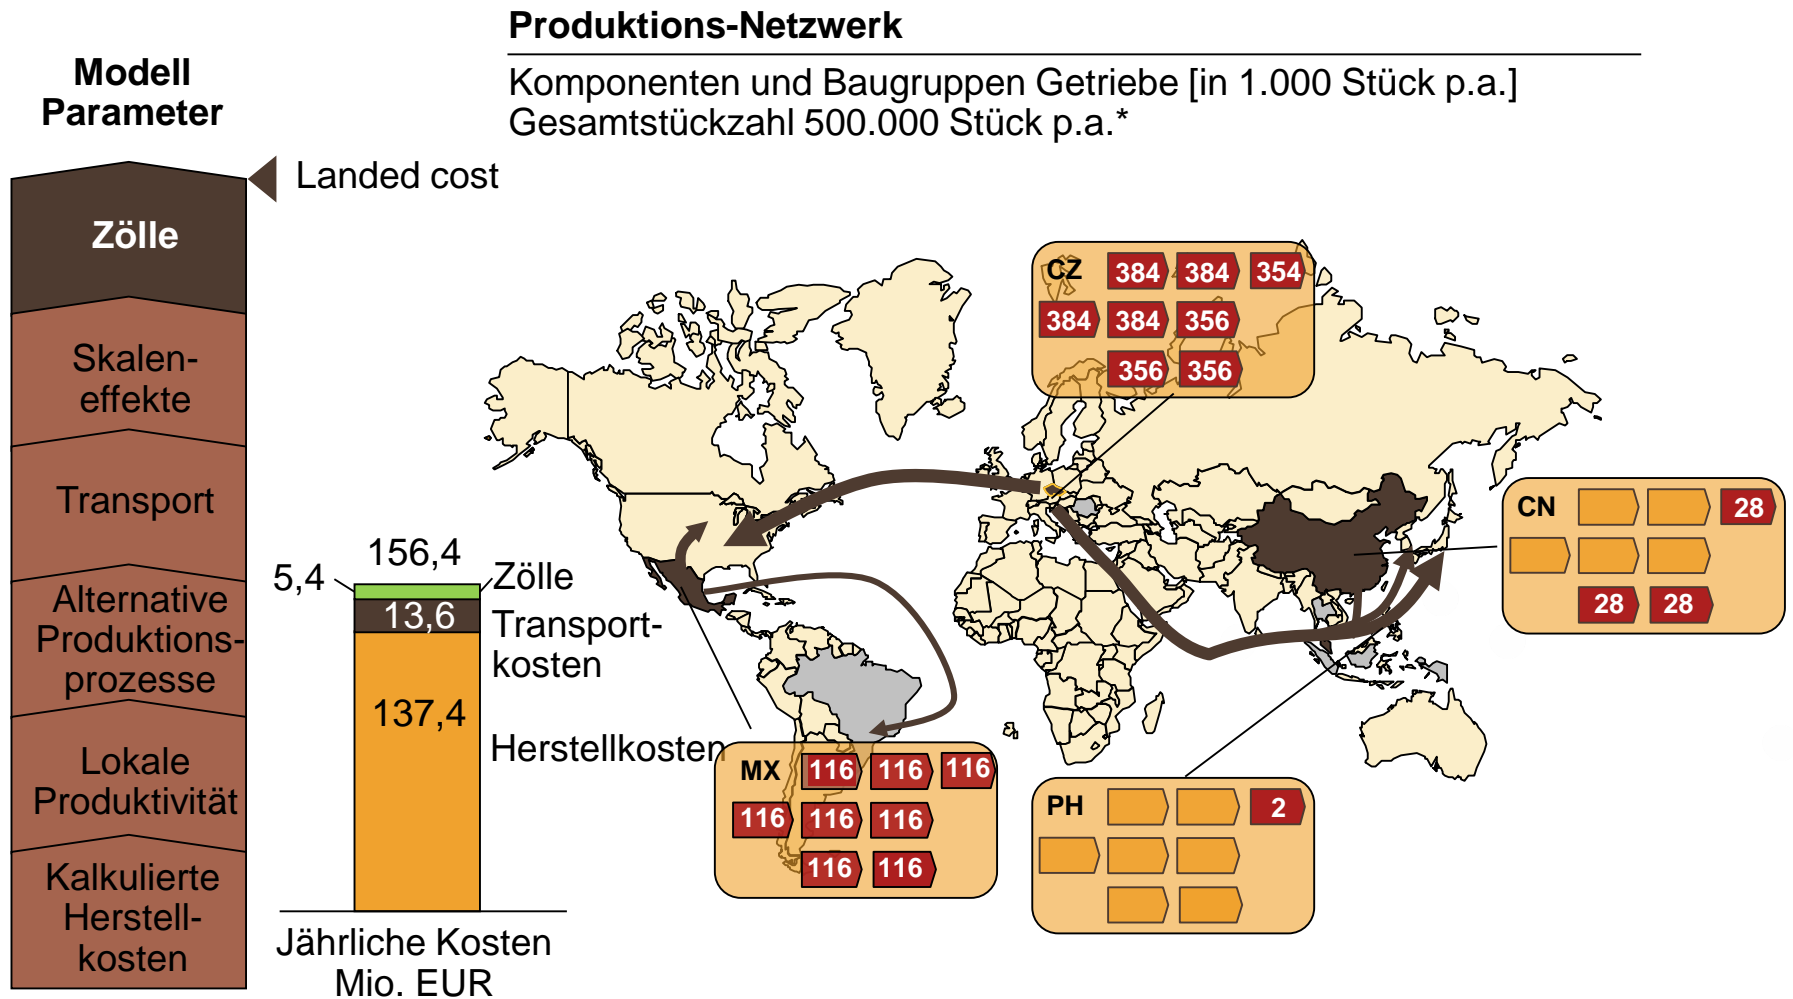 Produktions-Netzwerk
Modell
Parameter
Komponenten und Baugruppen Getriebe [in 1.000 Stück p.a.]
Gesamtstückzahl 500.000 Stück p.a.*
Landed cost
Zölle
Skalen-
effekte
Transport
Alternative
Produktions-
prozesse
Lokale
Produktivität
Kalkulierte
Herstell-
kosten
156,4
5,4
Zölle
13,6
Transport-
kosten
137,4
Herstellkosten
Jährliche Kosten
Mio. EUR
CZ 384 384 354
384 384 356
356 356
CN 28
28 28
MX 116 116 116
116 116 116
116 116
PH 2